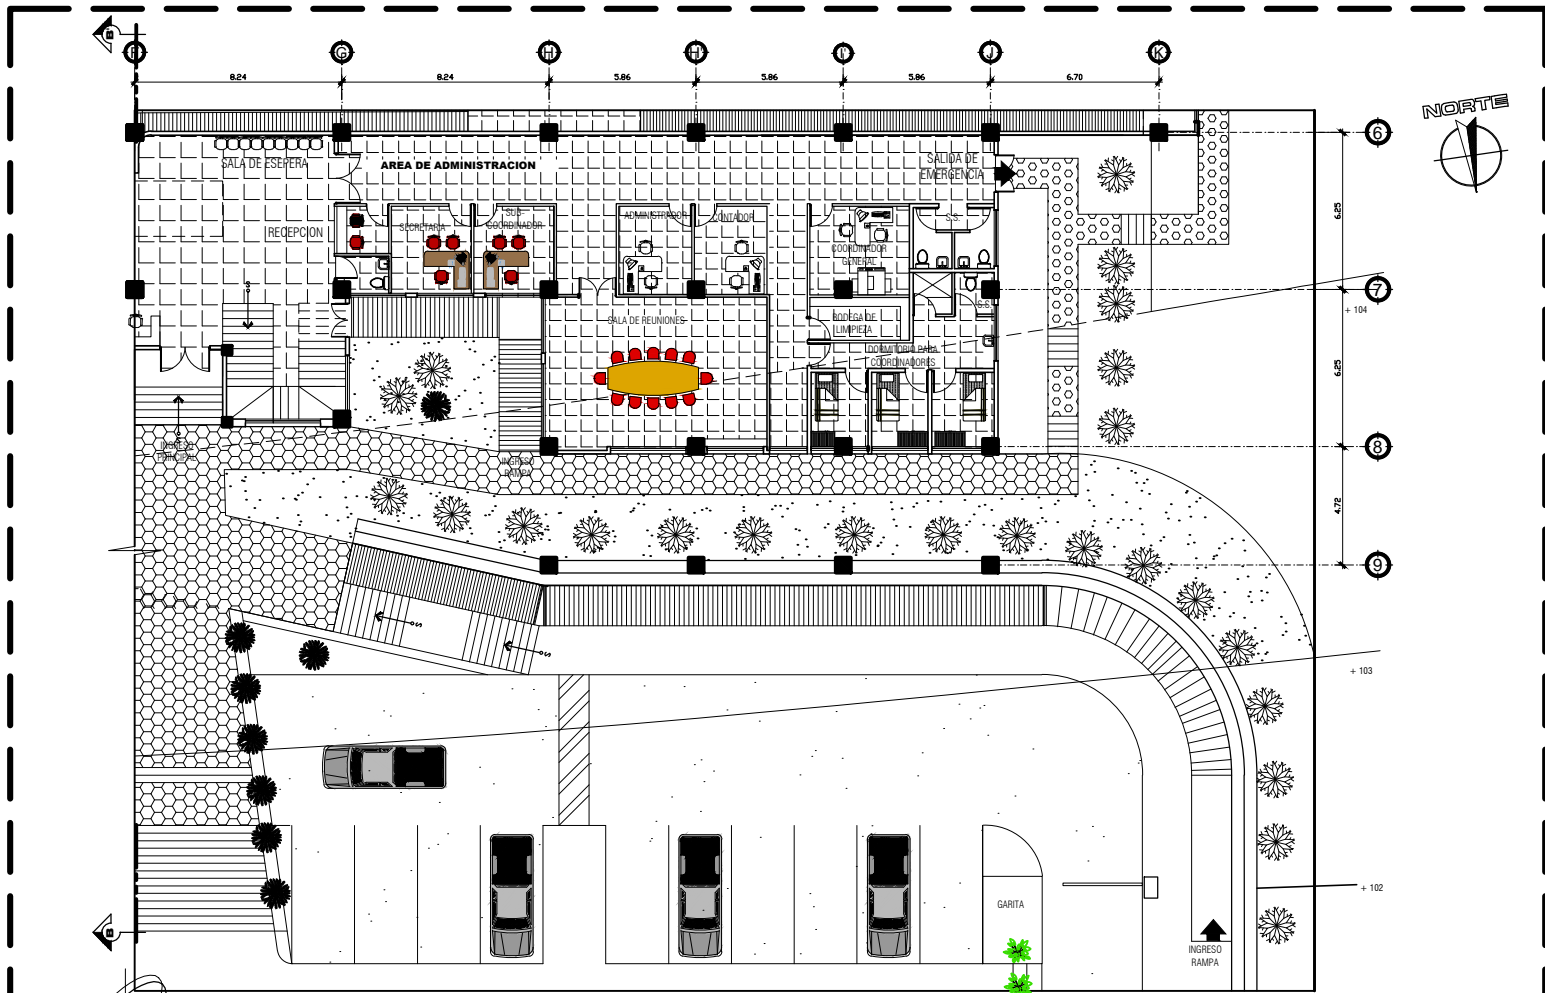 B
F
G
H
H'
I'
J
K
8.24
8.24
5.86
5.86
5.86
6.70
NORTE
6
SALA DE ESEPERA
AREA DE ADMINISTRACION
SALIDA DE
EMERGENCIA
6.25
RECEPCION
SECRETARIA
SUB-
COORDINADOR
ADMINISTRADOR
CONTADOR
COORDINADOR
GENERAL
S.S.
7
S
SALA DE REUNIONES
BODEGA DE
LIMPIEZA
S.S.
+ 104
DORMITORIO PARA
COORDINADORES
6.25
INGRESO
PRINCIPAL
INGRESO
RAMPA
8
4.72
9
S
S
+ 103
+ 102
GARITA
B
INGRESO
RAMPA